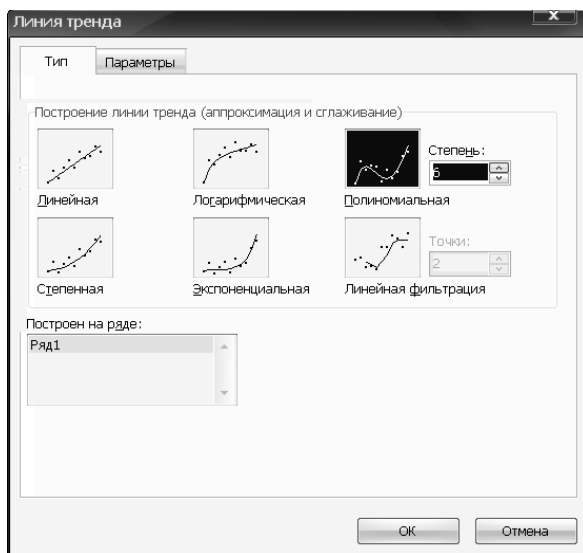 Линия тренда
x
Тип Параметры
Построение линии тренда (аппроксимация и сглаживание)
Степень:
6
Линейная Логарифмическая Полиномиальная
Точки:
2
Степенная Экспоненциальная Линейная фильтрация
Построен на ряде:
Ряд1
ОК Отмена